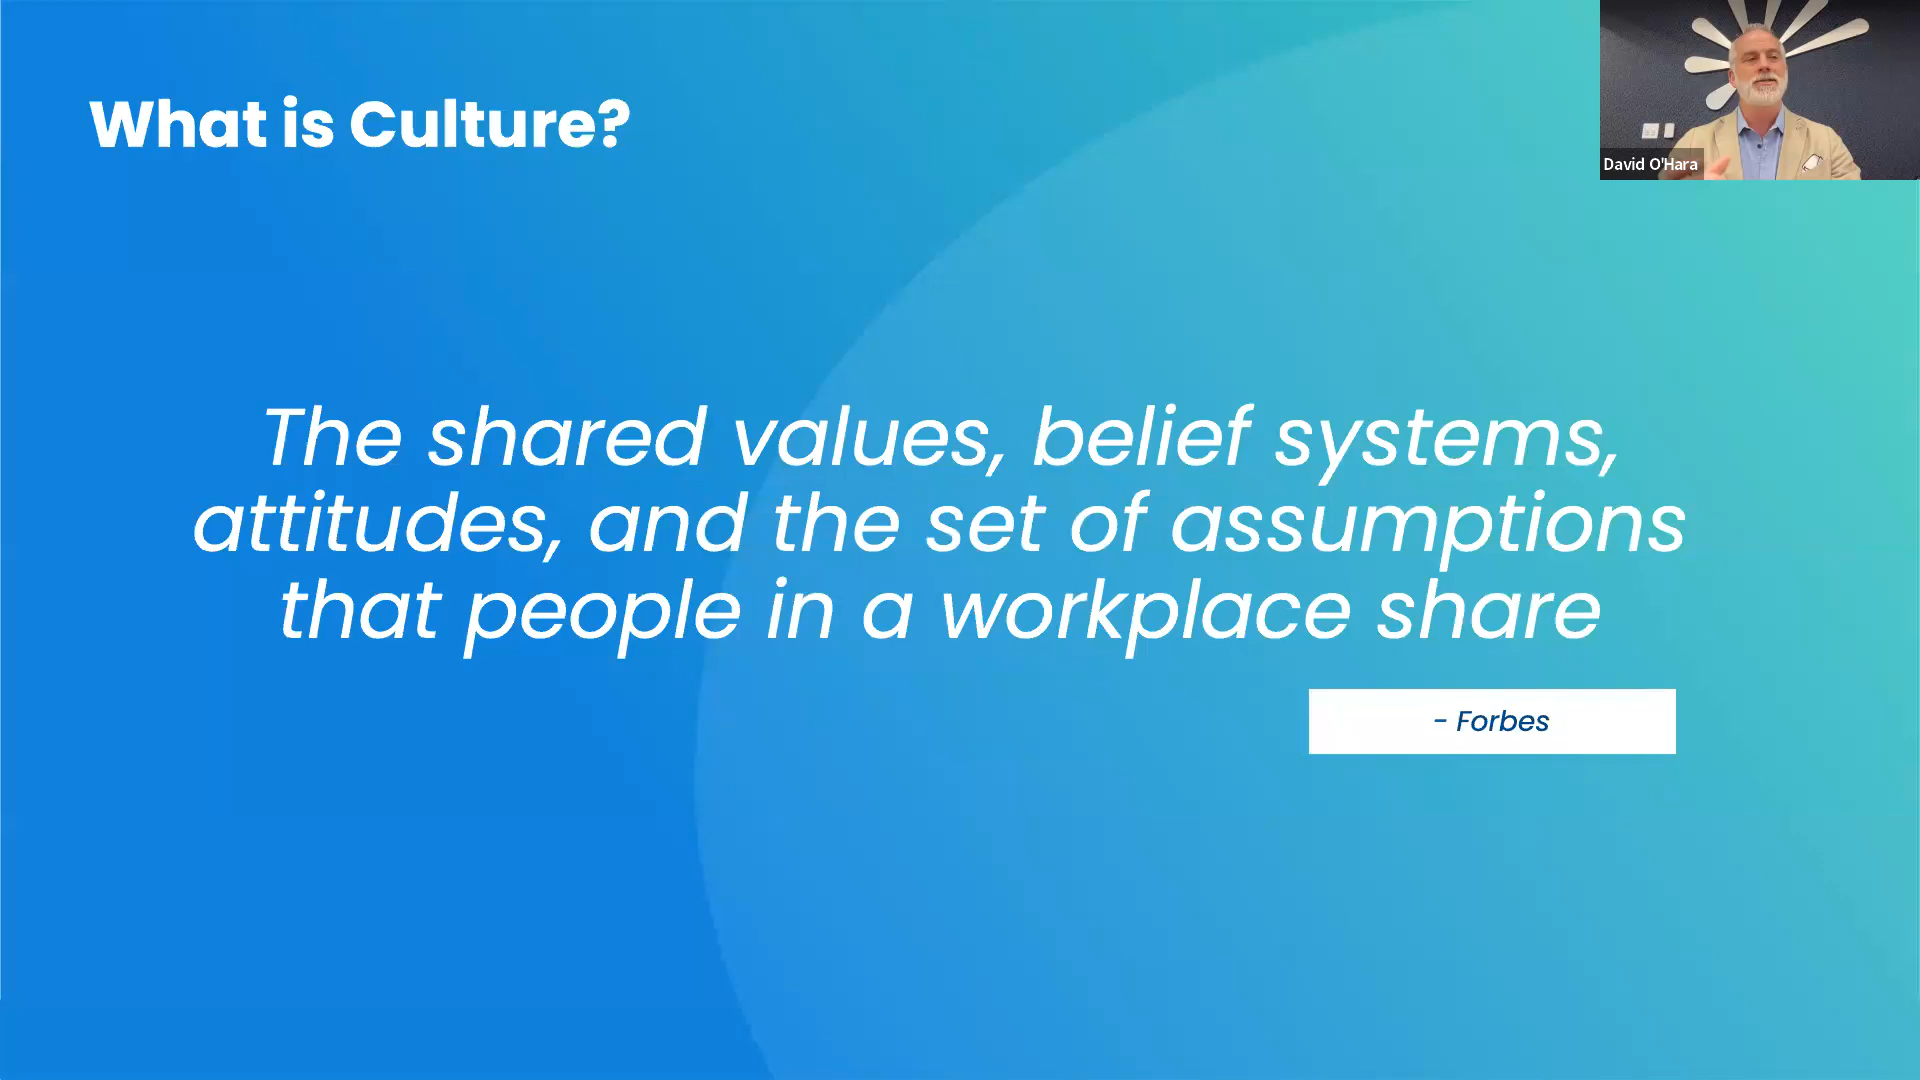 What is Culture?
David O'Hara
The shared values, belief systems,
attitudes, and the set of assumptions
that people in a workplace share
- Forbes